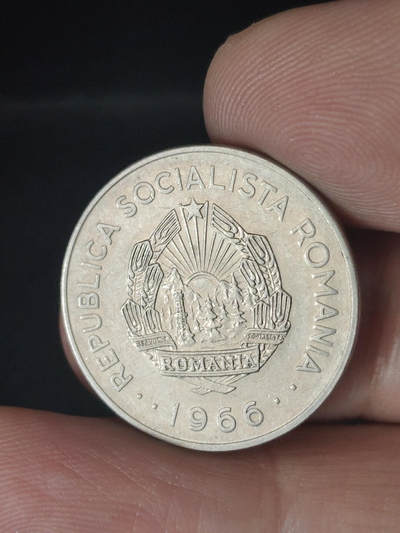 REPUBLICA SOCIALISTA ROMANIA
ROMANIA
· · 1966 · ·